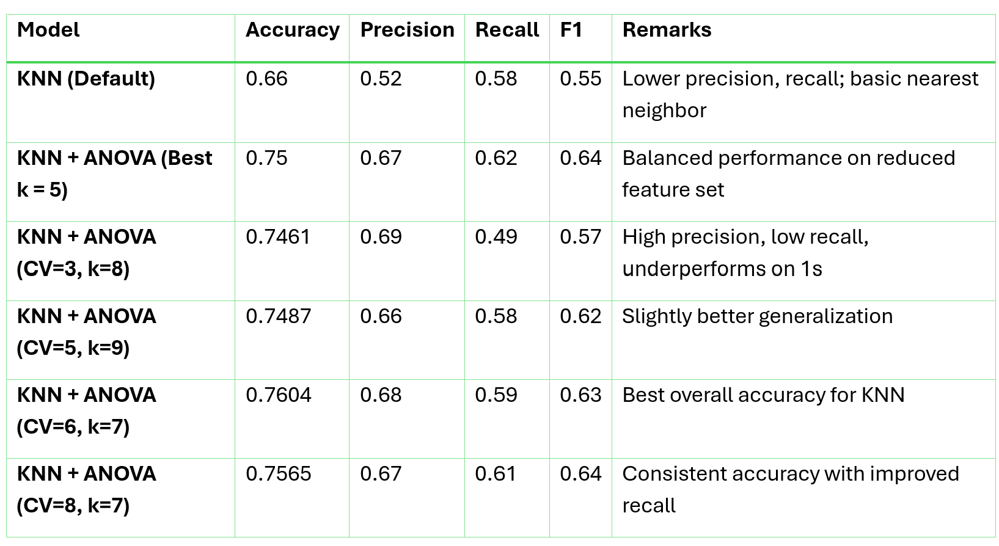 Model Accuracy Precision Recall F1 Remarks
KNN (Default) 0.66 0.52 0.58 0.55 Lower precision, recall; basic nearest
neighbor
KNN + ANOVA (Best 0.75 0.67 0.62 0.64 Balanced performance on reduced
k = 5) feature set
KNN + ANOVA 0.7461 0.69 0.49 0.57 High precision, low recall,
(CV=3, k=8) underperforms on 1s
KNN + ANOVA 0.7487 0.66 0.58 0.62 Slightly better generalization
(CV=5, k=9)
KNN + ANOVA 0.7604 0.68 0.59 0.63 Best overall accuracy for KNN
(CV=6, k=7)
KNN + ANOVA 0.7565 0.67 0.61 0.64 Consistent accuracy with improved
(CV=8, k=7) recall